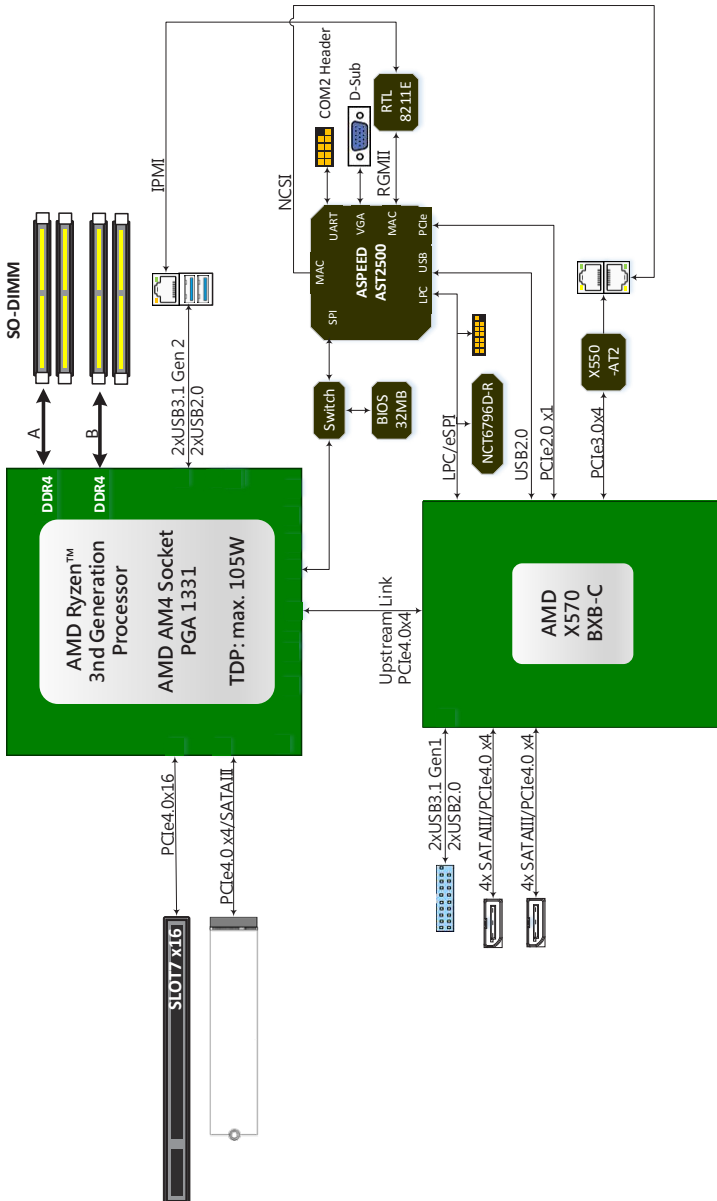 SO-DIMM
A
B
DDR4
DDR4
AMD Ryzen™
3nd Generation
Processor
AMD AM4 Socket
PGA 1331
TDP: max. 105W
PCIe4.0x16
SLOT7 x16
PCIe4.0 x4/SATAIII
2xUSB3.1 Gen 2
2xUSB2.0
IPMI
NCSI
COM2 Header
D-Sub
RTL
8211E
RGMII
MAC
SPI
UART
VGA
MAC
PCIe
USB
LPC
ASPEED
AST2500
Switch
BIOS
32MB
Upstream Link
PCIe4.0x4
LPC/eSPI
NCT6796D-R
USB2.0
PCIe2.0 x1
PCIe3.0x4
X550
-AT2
AMD
X570
BXB-C
2xUSB3.1 Gen1
2xUSB2.0
4x SATAIII/PCIe4.0 x4
4x SATAIII/PCIe4.0 x4